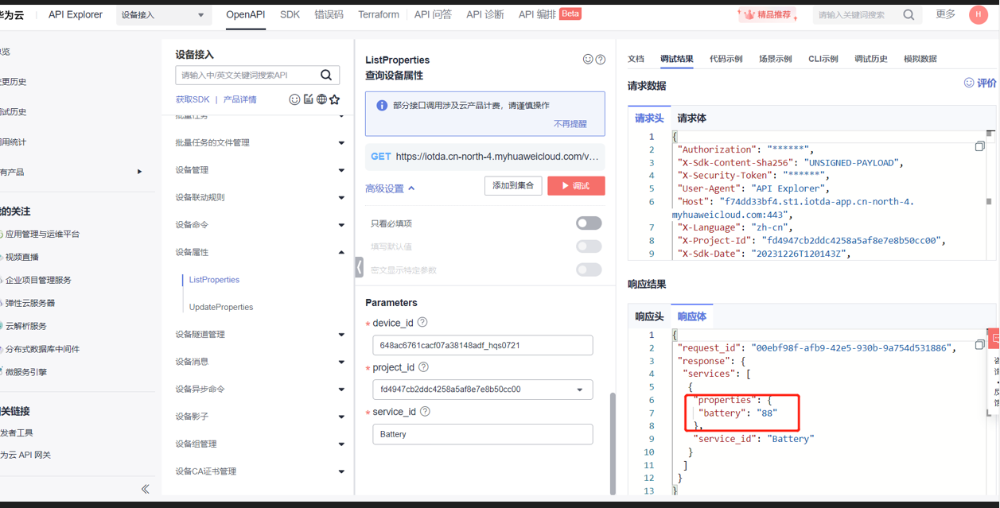 华为云
API Explorer
设备接入
OpenAPI
SDK
错误码
Terraform
API 问答
API 诊断
API 编排
Beta
精品推荐
请输入关键词搜索
更多
H
览
更历史
试历史
用统计
有产品
的关注
应用管理与运维平台
视频直播
企业项目管理服务
弹性云服务器
云解析服务
分布式数据库中间件
微服务引擎
关链接
发者工具
为云 API 网关
设备接入
请输入中/英文关键词搜索API
获取SDK | 产品详情
批量任务
批量任务的文件管理
设备管理
设备联动规则
设备命令
设备属性
ListProperties
UpdateProperties
设备隧道管理
设备消息
设备异步命令
设备影子
设备组管理
设备CA证书管理
ListProperties
查询设备属性
部分接口调用涉及云产品计费，请谨慎操作
不再提醒
GET https://iotda.cn-north-4.myhuaweicloud.com/v...
高级设置
添加到集合
调试
只看必填项
填写默认值
密文显示特定参数
Parameters
* device_id
648ac6761cacf07a38148adf_hqs0721
* project_id
fd4947cb2ddc4258a5af8e7e8b50cc00
* service_id
Battery
文档
调试结果
代码示例
场景示例
CLI示例
调试历史
模拟数据
请求数据
评价
请求头
请求体
1 {
2 "Authorization": "******",
3 "X-Sdk-Content-Sha256": "UNSIGNED-PAYLOAD",
4 "X-Security-Token": "******",
5 "User-Agent": "API Explorer",
6 "Host": "f74dd33bf4.st1.iotda-app.cn-north-4.
myhuaweicloud.com:443",
7 "X-Language": "zh-cn",
8 "X-Project-Id": "fd4947cb2ddc4258a5af8e7e8b50cc00",
9 "X-Sdk-Date": "20231226T120143Z",
响应结果
响应头
响应体
1 {
2 "request_id": "00ebf98f-afb9-42e5-930b-9a754d531886",
3 "response": {
4 "services": [
5 {
6 "properties": {
7 "battery": "88"
8 },
9 "service_id": "Battery"
10 }
11 ]
12 }
13 }
咨
询
·
反
馈